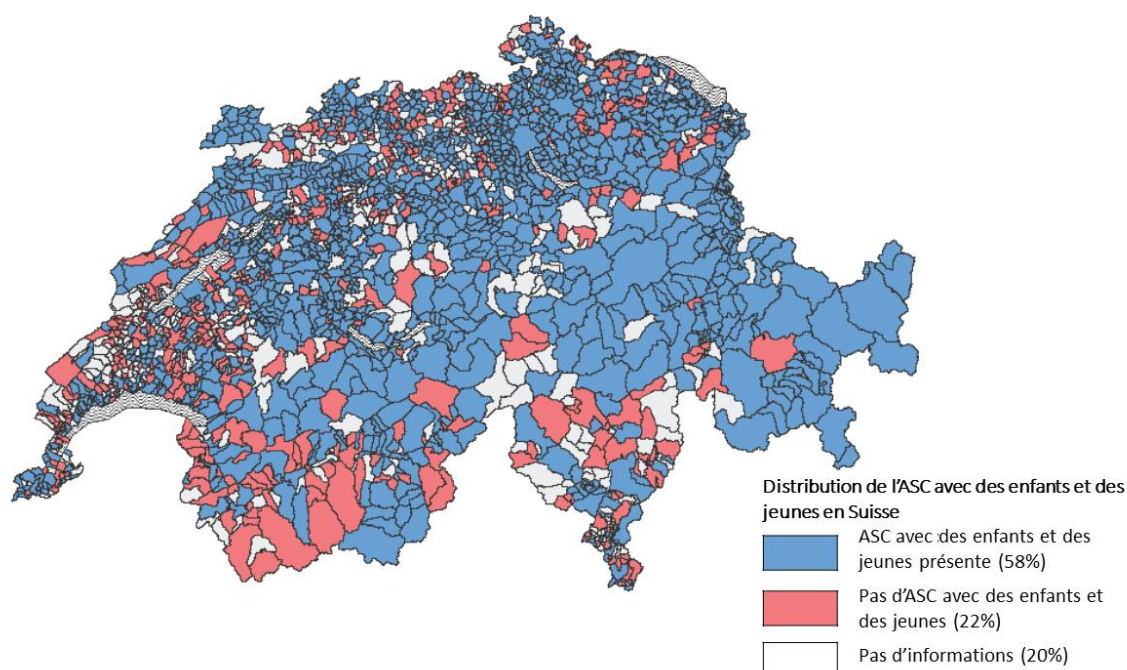 Distribution de l'ASC avec des enfants et des
jeunes en Suisse
ASC avec des enfants et des
jeunes présente (58%)
Pas d'ASC avec des enfants et
des jeunes (22%)
Pas d'informations (20%)